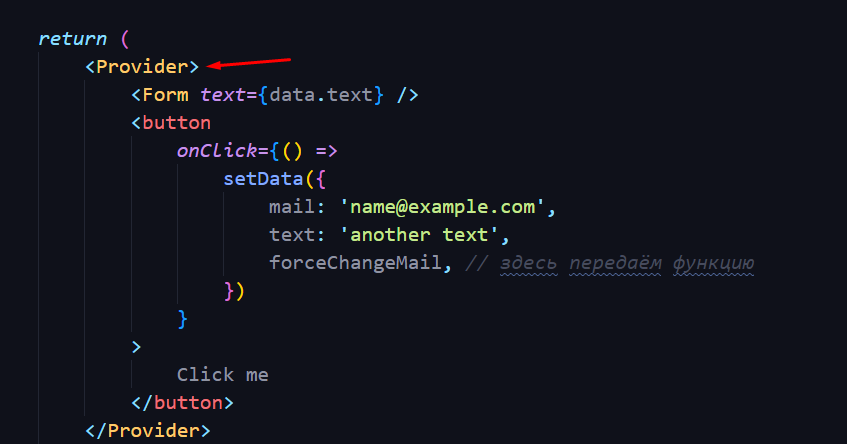 return (
<Provider>
<Form text={data.text} />
<button
onClick={() =>
setData({
mail: 'name@example.com',
text: 'another text',
forceChangeMail, // здесь передаём функцию
})
}
>
Click me
</button>
</Provider>